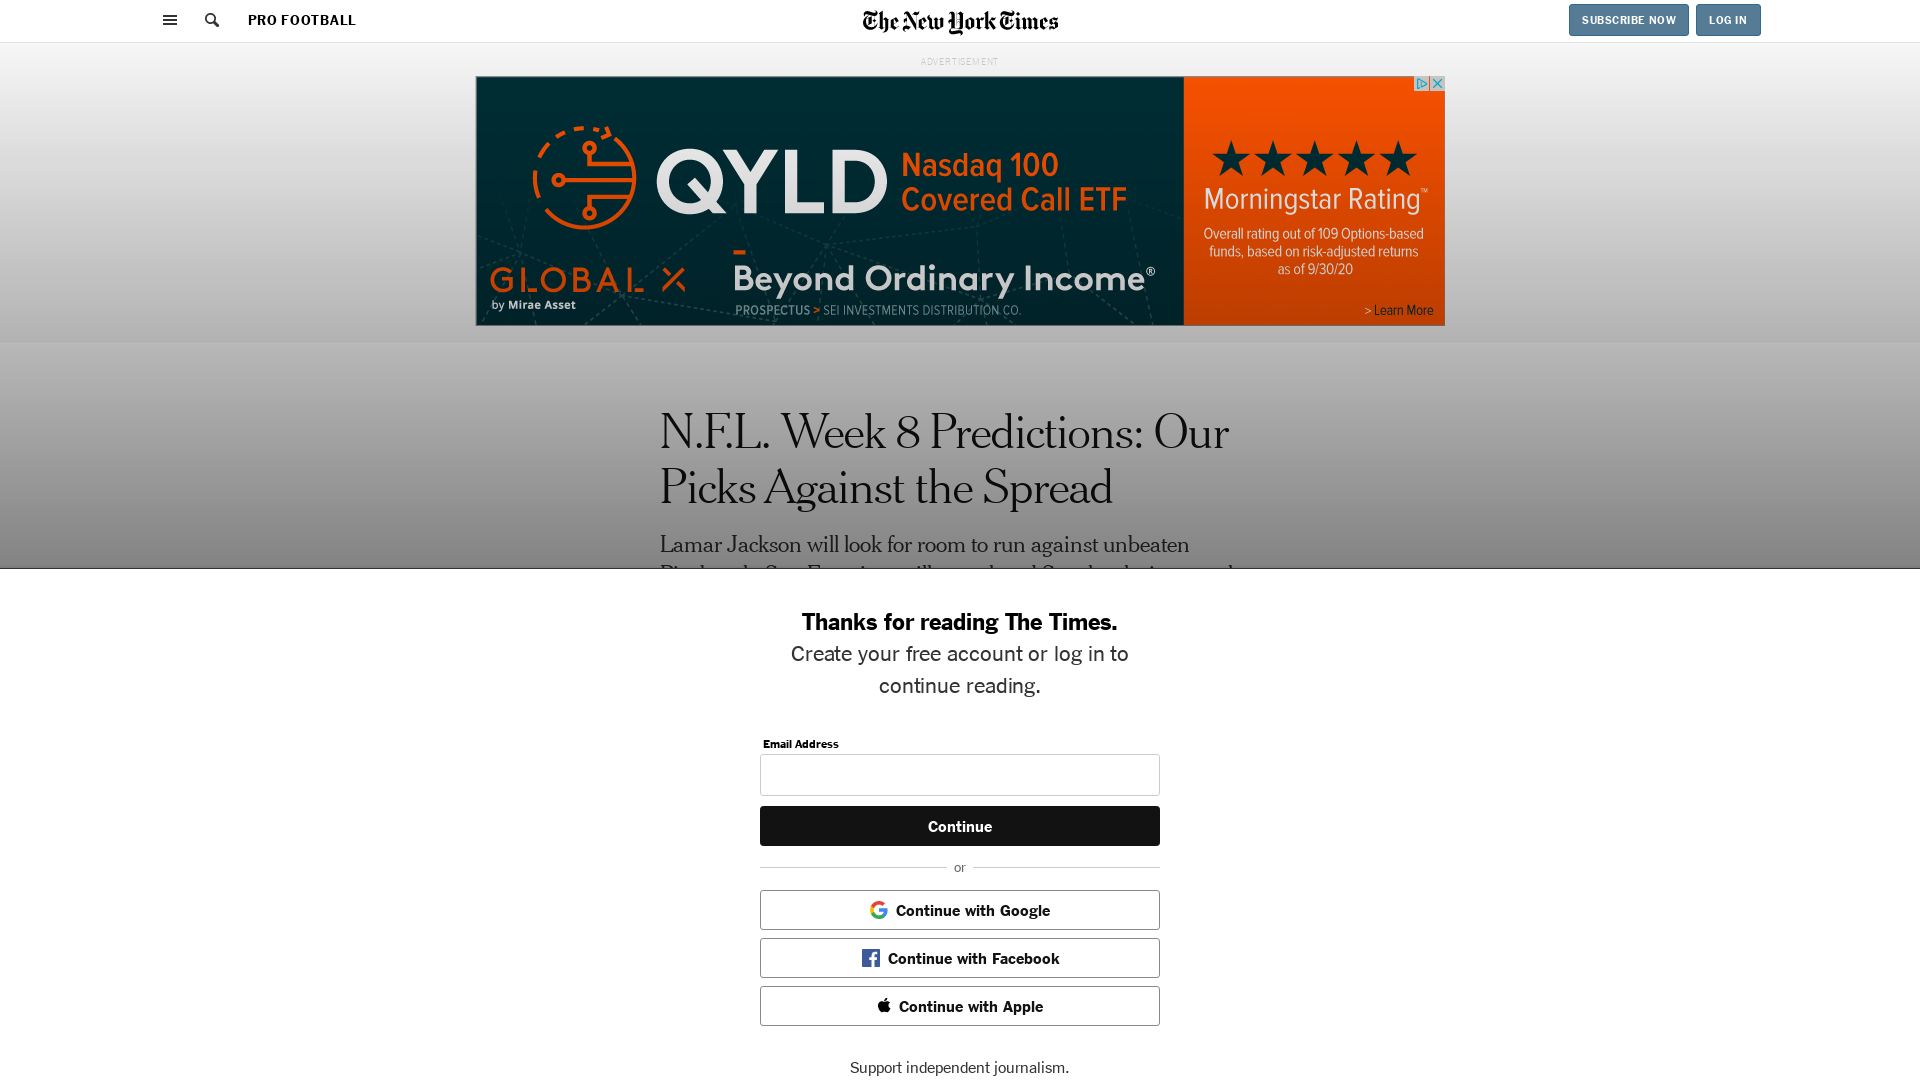 PRO FOOTBALL
The New York Times
SUBSCRIBE NOW
LOG IN
ADVERTISEMENT
QYLD
Nasdaq 100
Covered Call ETF
GLOBAL X
by Mirae Asset
Beyond Ordinary Income®
PROSPECTUS > SEI INVESTMENTS DISTRIBUTION CO.
Morningstar Rating™
Overall rating out of 109 Options-based
funds, based on risk-adjusted returns
as of 9/30/20
> Learn More
N.F.L. Week 8 Predictions: Our
Picks Against the Spread
Lamar Jackson will look for room to run against unbeaten
Thanks for reading The Times.
Create your free account or log in to
continue reading.
Email Address
Continue
or
Continue with Google
Continue with Facebook
Continue with Apple
Support independent journalism.